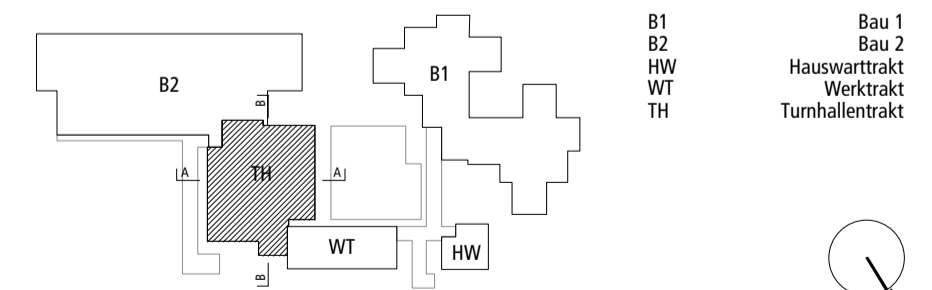 B1 Bau 1
B2 Bau 2
HW Hauswarttrakt
WT Werktrakt
TH Turnhallentrakt
B2
B1
B
A
TH
A
WT
HW
B